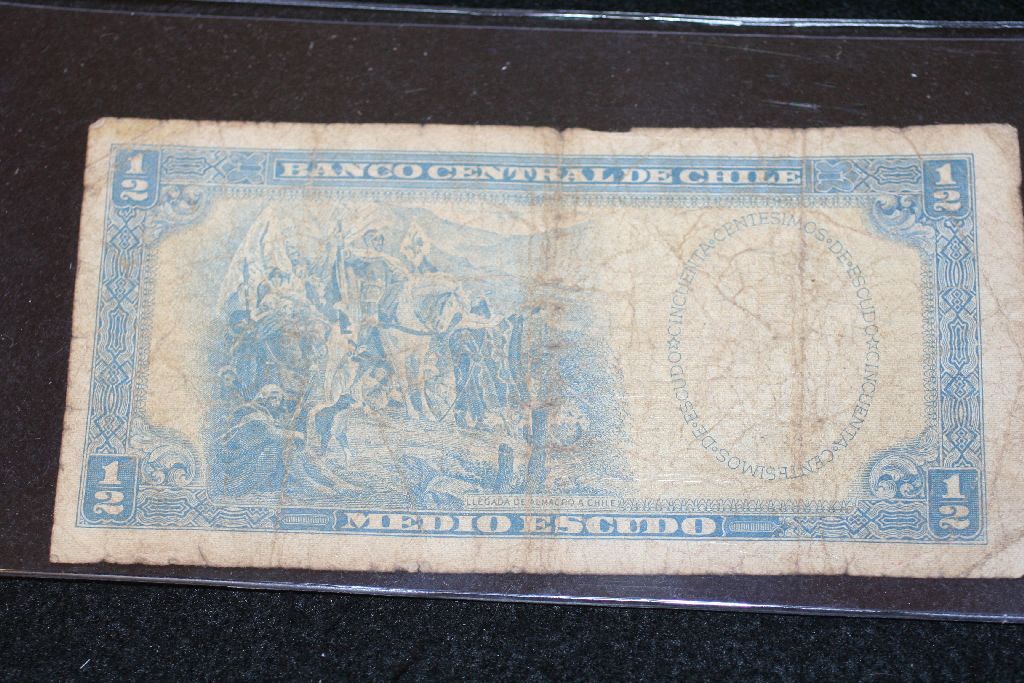 1/2 BANCO CENTRAL DE CHILE 1/2
CINCUENTA★CENTESIMOS★DE★ESCUDO★CINCUENTA★CENTESIMOS★DE★ESCUDO★
LLEGADA DE ALMAGRO A CHILE
1/2 MEDIO ESCUDO 1/2